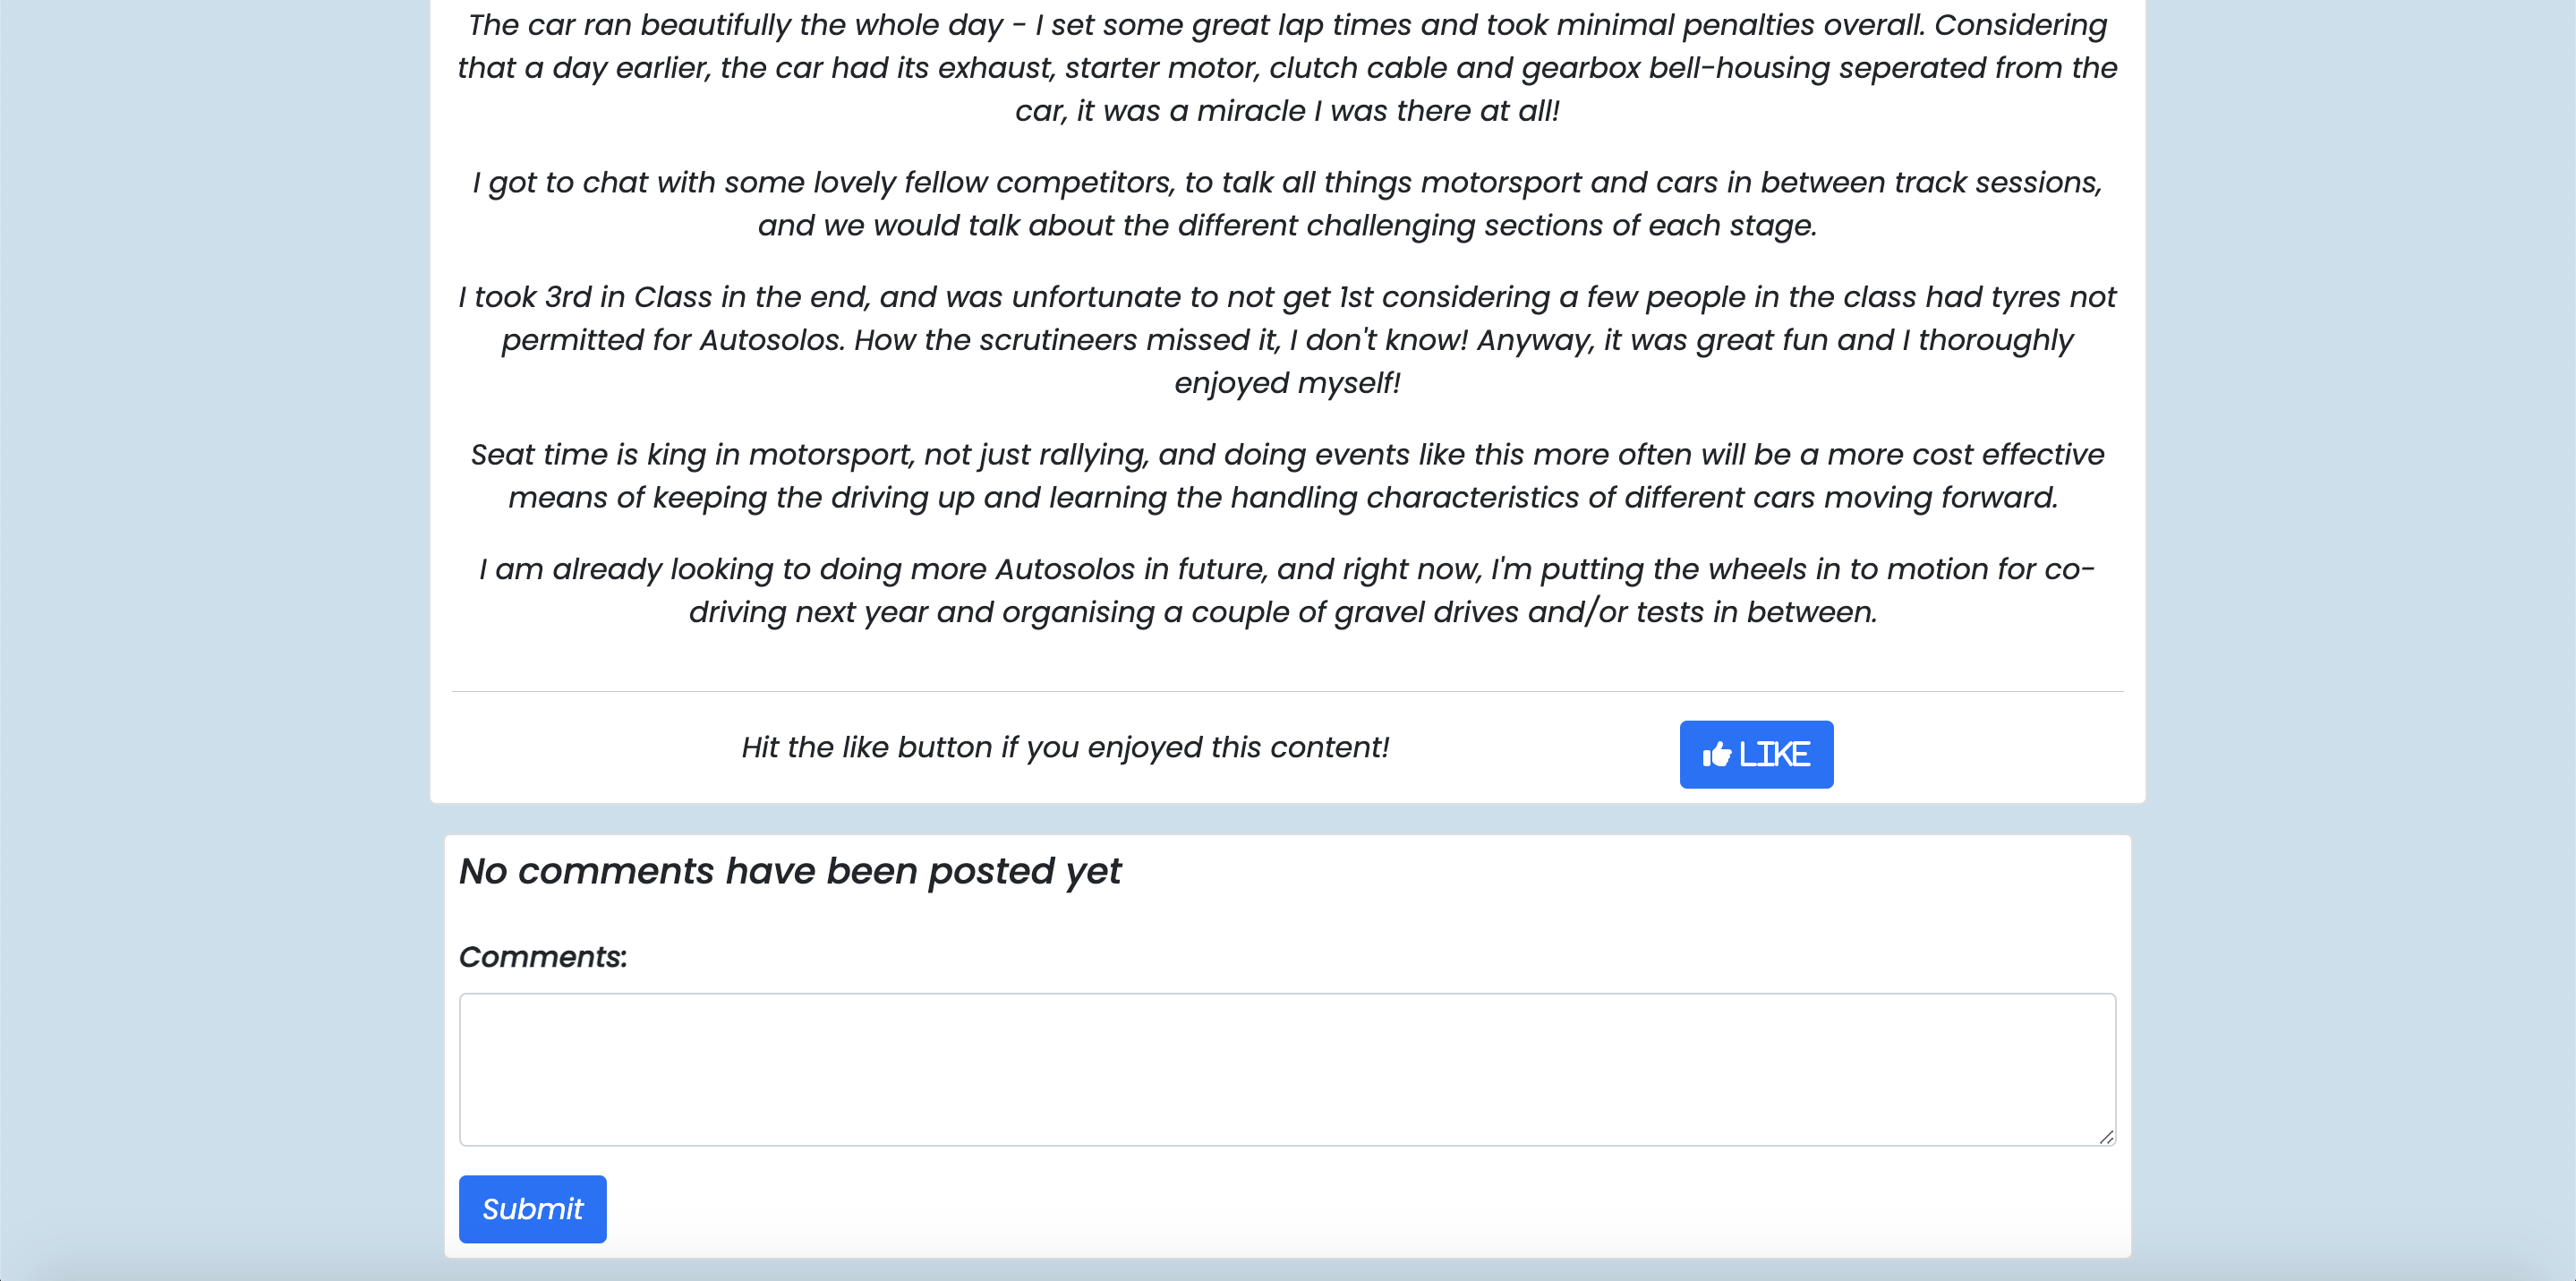 The car ran beautifully the whole day - I set some great lap times and took minimal penalties overall. Considering
that a day earlier, the car had its exhaust, starter motor, clutch cable and gearbox bell-housing seperated from the
car, it was a miracle I was there at all!
I got to chat with some lovely fellow competitors, to talk all things motorsport and cars in between track sessions,
and we would talk about the different challenging sections of each stage.
I took 3rd in Class in the end, and was unfortunate to not get 1st considering a few people in the class had tyres not
permitted for Autosolos. How the scrutineers missed it, I don't know! Anyway, it was great fun and I thoroughly
enjoyed myself!
Seat time is king in motorsport, not just rallying, and doing events like this more often will be a more cost effective
means of keeping the driving up and learning the handling characteristics of different cars moving forward.
I am already looking to doing more Autosolos in future, and right now, I'm putting the wheels in to motion for co-
driving next year and organising a couple of gravel drives and/or tests in between.
Hit the like button if you enjoyed this content!
LIKE
No comments have been posted yet
Comments:
Submit